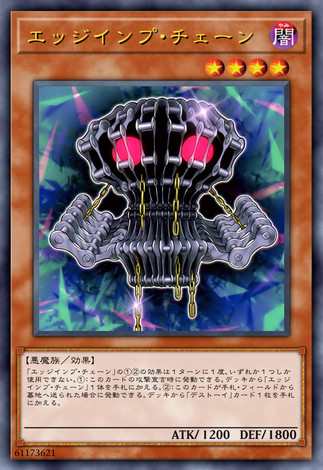 エッジインプ・チェーン
やみ
闇
【悪魔族/効果】
「エッジインプ・チェーン」の①②の効果は1ターンに1度、いずれか1つしか
使用できない。①:このカードの攻撃宣言時に発動できる。デッキから「エッジ
インプ・チェーン」1体を手札に加える。②:このカードが手札・フィールドから
墓地へ送られた場合に発動できる。デッキから「デストーイ」カード1枚を手札
に加える。
ATK/1200 DEF/1800
61173621